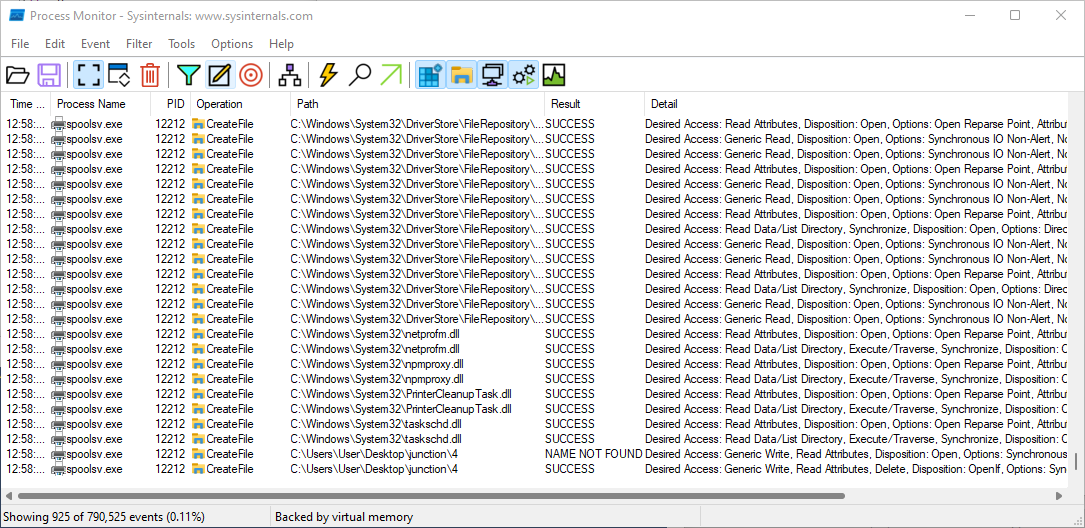 Process Monitor - Sysinternals: www.sysinternals.com
File Edit Event Filter Tools Options Help
Time ... Process Name PID Operation Path Result Detail
12:58:... spoolsv.exe 12212 CreateFile C:\Windows\System32\DriverStore\FileRepository\... SUCCESS Desired Access: Read Attributes, Disposition: Open, Options: Open Reparse Point, Attribut
12:58:... spoolsv.exe 12212 CreateFile C:\Windows\System32\DriverStore\FileRepository\... SUCCESS Desired Access: Generic Read, Disposition: Open, Options: Synchronous IO Non-Alert, No
12:58:... spoolsv.exe 12212 CreateFile C:\Windows\System32\DriverStore\FileRepository\... SUCCESS Desired Access: Generic Read, Disposition: Open, Options: Synchronous IO Non-Alert, No
12:58:... spoolsv.exe 12212 CreateFile C:\Windows\System32\DriverStore\FileRepository\... SUCCESS Desired Access: Read Attributes, Disposition: Open, Options: Open Reparse Point, Attribut
12:58:... spoolsv.exe 12212 CreateFile C:\Windows\System32\DriverStore\FileRepository\... SUCCESS Desired Access: Generic Read, Disposition: Open, Options: Synchronous IO Non-Alert, No
12:58:... spoolsv.exe 12212 CreateFile C:\Windows\System32\DriverStore\FileRepository\... SUCCESS Desired Access: Generic Read, Disposition: Open, Options: Synchronous IO Non-Alert, No
12:58:... spoolsv.exe 12212 CreateFile C:\Windows\System32\DriverStore\FileRepository\... SUCCESS Desired Access: Read Attributes, Disposition: Open, Options: Open Reparse Point, Attribut
12:58:... spoolsv.exe 12212 CreateFile C:\Windows\System32\DriverStore\FileRepository\... SUCCESS Desired Access: Read Data/List Directory, Synchronize, Disposition: Open, Options: Direc
12:58:... spoolsv.exe 12212 CreateFile C:\Windows\System32\DriverStore\FileRepository\... SUCCESS Desired Access: Generic Read, Disposition: Open, Options: Synchronous IO Non-Alert, No
12:58:... spoolsv.exe 12212 CreateFile C:\Windows\System32\DriverStore\FileRepository\... SUCCESS Desired Access: Generic Read, Disposition: Open, Options: Synchronous IO Non-Alert, No
12:58:... spoolsv.exe 12212 CreateFile C:\Windows\System32\DriverStore\FileRepository\... SUCCESS Desired Access: Read Attributes, Disposition: Open, Options: Open Reparse Point, Attribut
12:58:... spoolsv.exe 12212 CreateFile C:\Windows\System32\DriverStore\FileRepository\... SUCCESS Desired Access: Read Data/List Directory, Synchronize, Disposition: Open, Options: Direc
12:58:... spoolsv.exe 12212 CreateFile C:\Windows\System32\DriverStore\FileRepository\... SUCCESS Desired Access: Generic Read, Disposition: Open, Options: Synchronous IO Non-Alert, No
12:58:... spoolsv.exe 12212 CreateFile C:\Windows\System32\DriverStore\FileRepository\... SUCCESS Desired Access: Generic Read, Disposition: Open, Options: Synchronous IO Non-Alert, No
12:58:... spoolsv.exe 12212 CreateFile C:\Windows\System32\netprofm.dll SUCCESS Desired Access: Read Attributes, Disposition: Open, Options: Open Reparse Point, Attribut
12:58:... spoolsv.exe 12212 CreateFile C:\Windows\System32\netprofm.dll SUCCESS Desired Access: Read Data/List Directory, Execute/Traverse, Synchronize, Disposition: O
12:58:... spoolsv.exe 12212 CreateFile C:\Windows\System32\npmproxy.dll SUCCESS Desired Access: Read Attributes, Disposition: Open, Options: Open Reparse Point, Attribut
12:58:... spoolsv.exe 12212 CreateFile C:\Windows\System32\npmproxy.dll SUCCESS Desired Access: Read Data/List Directory, Execute/Traverse, Synchronize, Disposition: O
12:58:... spoolsv.exe 12212 CreateFile C:\Windows\System32\PrinterCleanupTask.dll SUCCESS Desired Access: Read Attributes, Disposition: Open, Options: Open Reparse Point, Attribut
12:58:... spoolsv.exe 12212 CreateFile C:\Windows\System32\PrinterCleanupTask.dll SUCCESS Desired Access: Read Data/List Directory, Execute/Traverse, Synchronize, Disposition: O
12:58:... spoolsv.exe 12212 CreateFile C:\Windows\System32\taskschd.dll SUCCESS Desired Access: Read Attributes, Disposition: Open, Options: Open Reparse Point, Attribut
12:58:... spoolsv.exe 12212 CreateFile C:\Windows\System32\taskschd.dll SUCCESS Desired Access: Read Data/List Directory, Execute/Traverse, Synchronize, Disposition: O
12:58:... spoolsv.exe 12212 CreateFile C:\Users\User\Desktop\junction\4 NAME NOT FOUND Desired Access: Generic Write, Read Attributes, Disposition: Open, Options: Synchronous
12:58:... spoolsv.exe 12212 CreateFile C:\Users\User\Desktop\junction\4 SUCCESS Desired Access: Generic Write, Read Attributes, Delete, Disposition: OpenIf, Options: Syn
Showing 925 of 790,525 events (0.11%) Backed by virtual memory